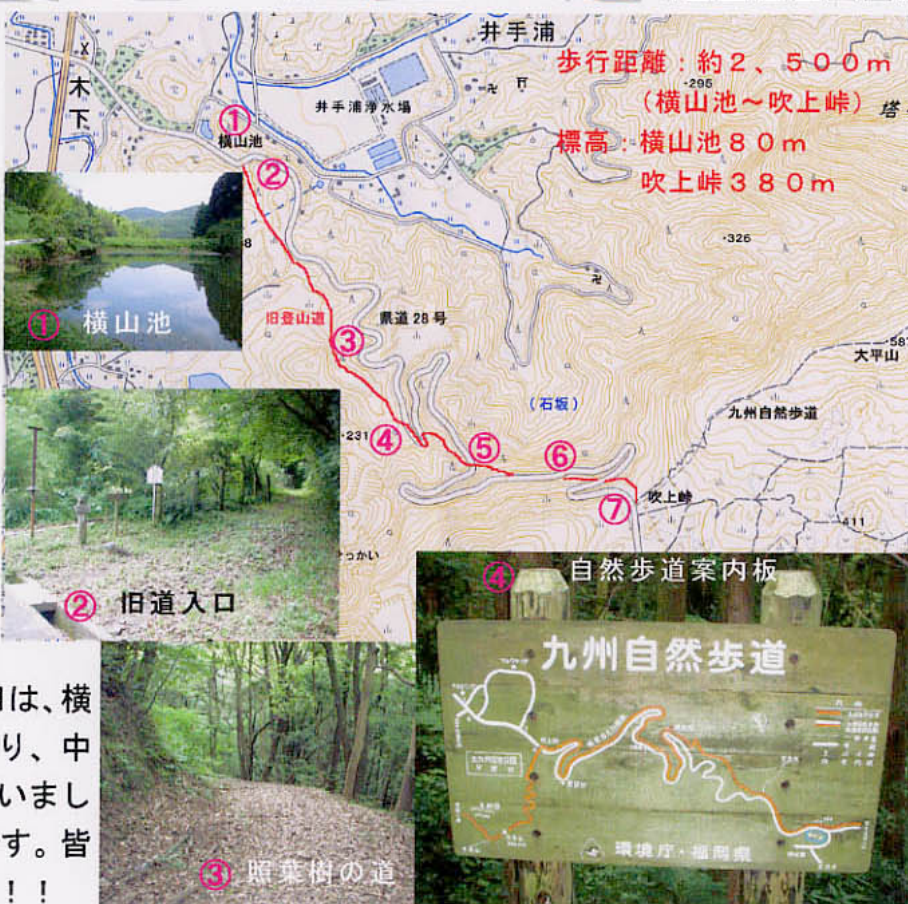 井手浦
歩行距離：約２、５００ｍ
（横山池～吹上峠）
標高：横山池８０ｍ
吹上峠３８０ｍ
・295
塔
木下
井手浦浄水場
①
横山池
②
・326
8
① 横山池
旧登山道
県道28号
③
・587
大平山
（石坂）
九州自然歩道
・231
④
⑤
⑥
⑦
吹上峠
411
っかい
② 旧道入口
④ 自然歩道案内板
九州自然歩道
環境庁・福岡県
は、横
り、中
いまし
す。皆
！！
③ 照葉樹の道